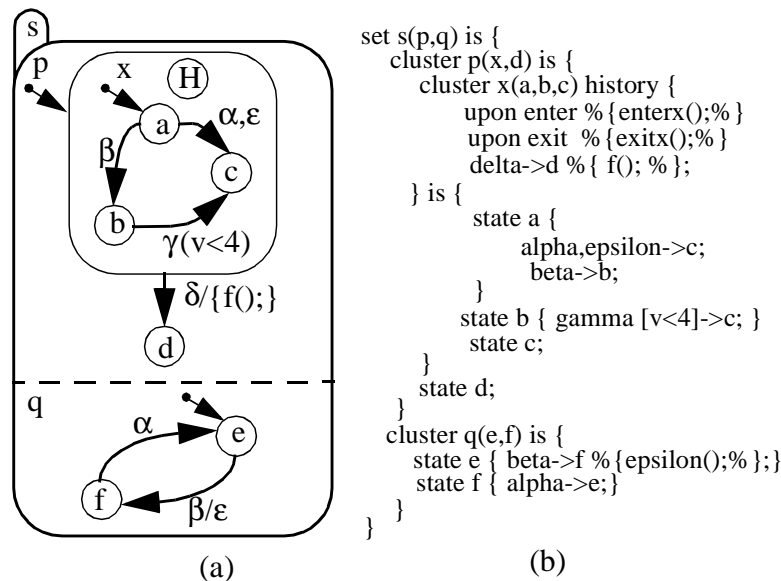 s
p
x
H
a
α,ε
β
c
b
γ(v<4)
δ/{f();}
d
q
α
e
f
β/ε
(a)
set s(p,q) is {
cluster p(x,d) is {
cluster x(a,b,c) history {
upon enter %{enterx();%}
upon exit %{exitx();%}
delta->d %{ f(); %};
} is {
state a {
alpha,epsilon->c;
beta->b;
}
state b { gamma [v<4]->c; }
state c;
}
state d;
}
cluster q(e,f) is {
state e { beta->f %{epsilon();%};}
state f { alpha->e;}
}
}
(b)